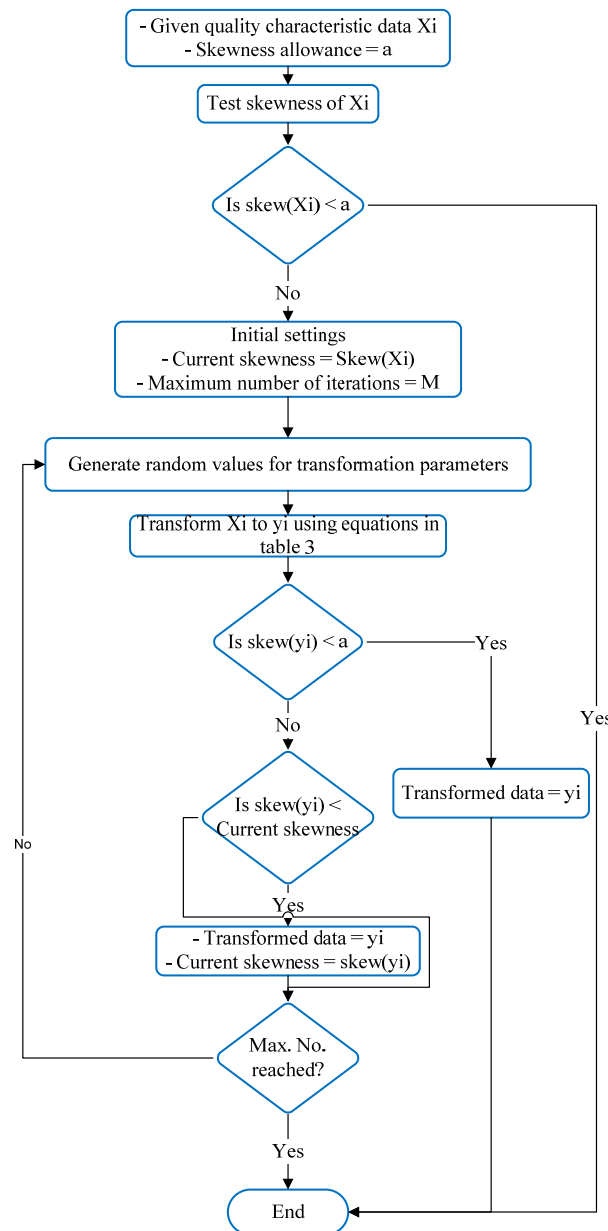 - Given quality characteristic data Xi
- Skewness allowance = a
Test skewness of Xi
Is skew(Xi) < a
No
Initial settings
- Current skewness = Skew(Xi)
- Maximum number of iterations = M
Generate random values for transformation parameters
Transform Xi to yi using equations in
table 3
Is skew(yi) < a
Yes
Yes
No
Transformed data = yi
Is skew(yi) <
Current skewness
No
Yes
- Transformed data = yi
- Current skewness = skew(yi)
Max. No.
reached?
Yes
End